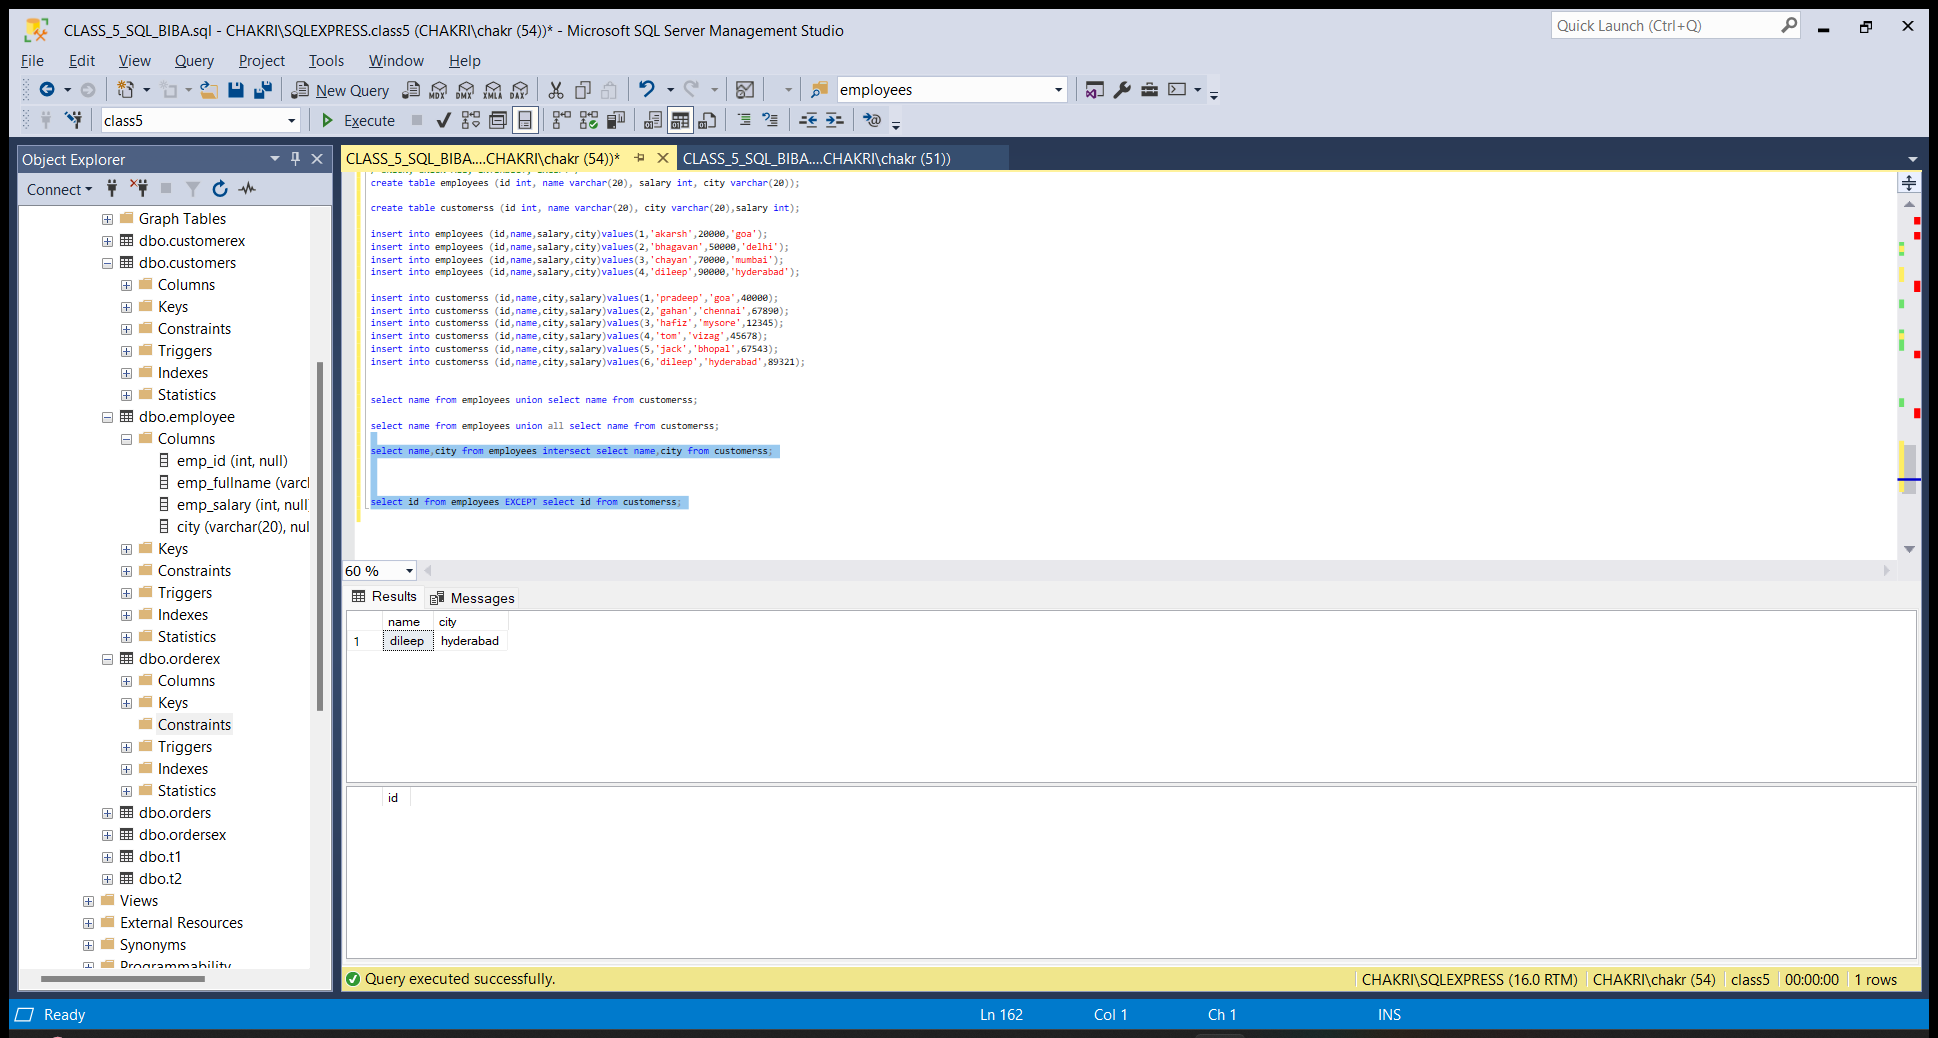 CLASS_5_SQL_BIBA.sql - CHAKRI\SQLEXPRESS.class5 (CHAKRI\chakr (54))* - Microsoft SQL Server Management Studio
Quick Launch (Ctrl+Q)
File Edit View Query Project Tools Window Help
New Query
MDX DMX XMLA DAX
employees
class5
Execute
Object Explorer
Connect
Graph Tables
dbo.customerex
dbo.customers
Columns
Keys
Constraints
Triggers
Indexes
Statistics
dbo.employee
Columns
emp_id (int, null)
emp_fullname (varcl
emp_salary (int, null
city (varchar(20), nul
Keys
Constraints
Triggers
Indexes
Statistics
dbo.orderex
Columns
Keys
Constraints
Triggers
Indexes
Statistics
dbo.orders
dbo.ordersex
dbo.t1
dbo.t2
Views
External Resources
Synonyms
Programmability
CLASS_5_SQL_BIBA....CHAKRI\chakr (54))* CLASS_5_SQL_BIBA....CHAKRI\chakr (51))
create table employees (id int, name varchar(20), salary int, city varchar(20));
create table customerss (id int, name varchar(20), city varchar(20),salary int);
insert into employees (id,name,salary,city)values(1,'akarsh',20000,'goa');
insert into employees (id,name,salary,city)values(2,'bhagavan',50000,'delhi');
insert into employees (id,name,salary,city)values(3,'chayan',70000,'mumbai');
insert into employees (id,name,salary,city)values(4,'dileep',90000,'hyderabad');
insert into customerss (id,name,city,salary)values(1,'pradeep','goa',40000);
insert into customerss (id,name,city,salary)values(2,'gahan','chennai',67890);
insert into customerss (id,name,city,salary)values(3,'hafiz','mysore',12345);
insert into customerss (id,name,city,salary)values(4,'tom','vizag',45678);
insert into customerss (id,name,city,salary)values(5,'jack','bhopal',67543);
insert into customerss (id,name,city,salary)values(6,'dileep','hyderabad',89321);
select name from employees union select name from customerss;
select name from employees union all select name from customerss;
select name,city from employees intersect select name,city from customerss;
select id from employees EXCEPT select id from customerss;
60 %
Results Messages
name city
1 dileep hyderabad
id
Query executed successfully.
CHAKRI\SQLEXPRESS (16.0 RTM) CHAKRI\chakr (54) class5 00:00:00 1 rows
Ready Ln 162 Col 1 Ch 1 INS